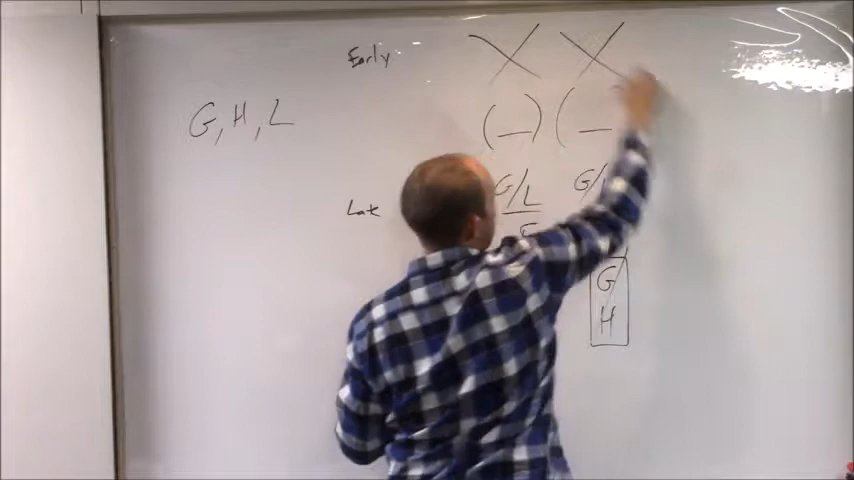 Early X X
G, H, L (_) (_
Late G/L G/
G
H